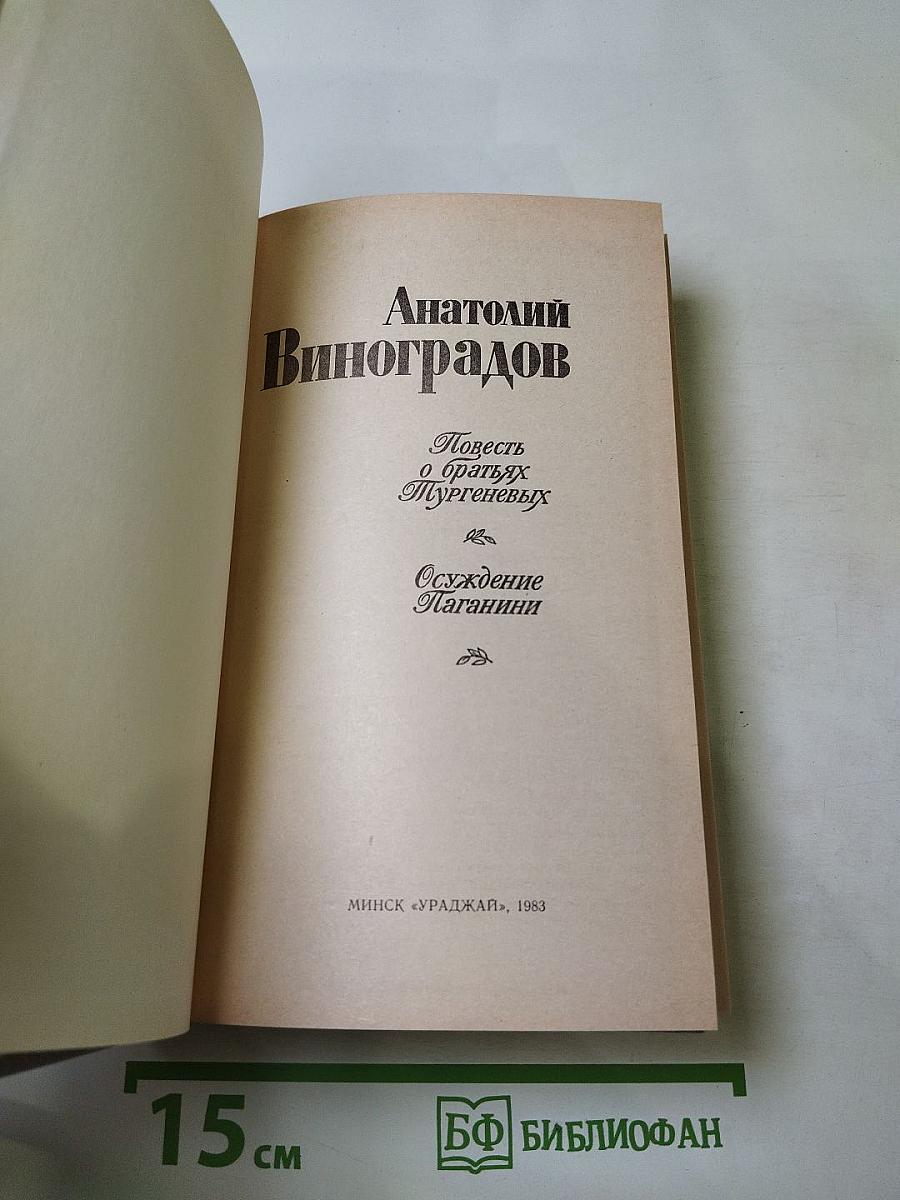 Анатолий
Виноградов
Повесть
о братьях
Тургеневых
Осуждение
Паганини
МИНСК «УРАДЖАЙ», 1983
15 см
БФ БИБЛИОФАН